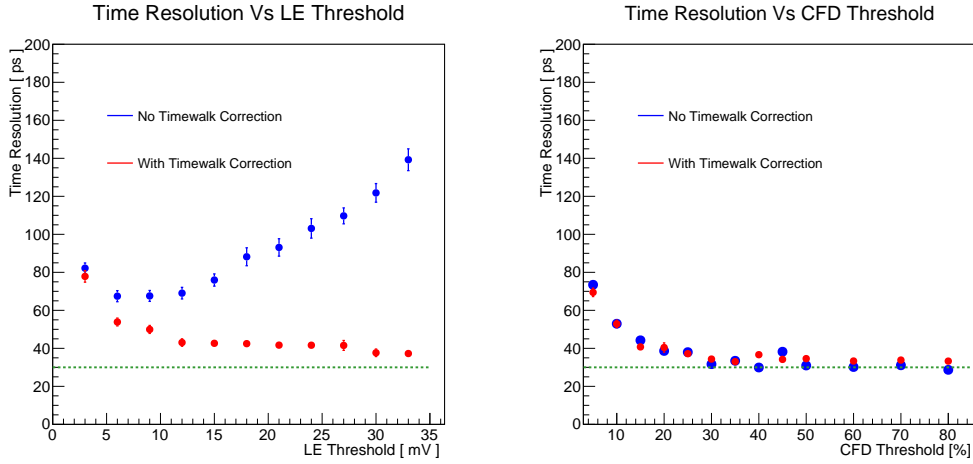 Time Resolution Vs LE Threshold
Time Resolution [ ps]
200
180
160
140
120
100
80
60
40
20
0
No Timewalk Correction
With Timewalk Correction
0 5 10 15 20 25 30 35
LE Threshold [ mV]
Time Resolution Vs CFD Threshold
Time Resolution [ ps]
200
180
160
140
120
100
80
60
40
20
0
No Timewalk Correction
With Timewalk Correction
10 20 30 40 50 60 70 80
CFD Threshold [%]